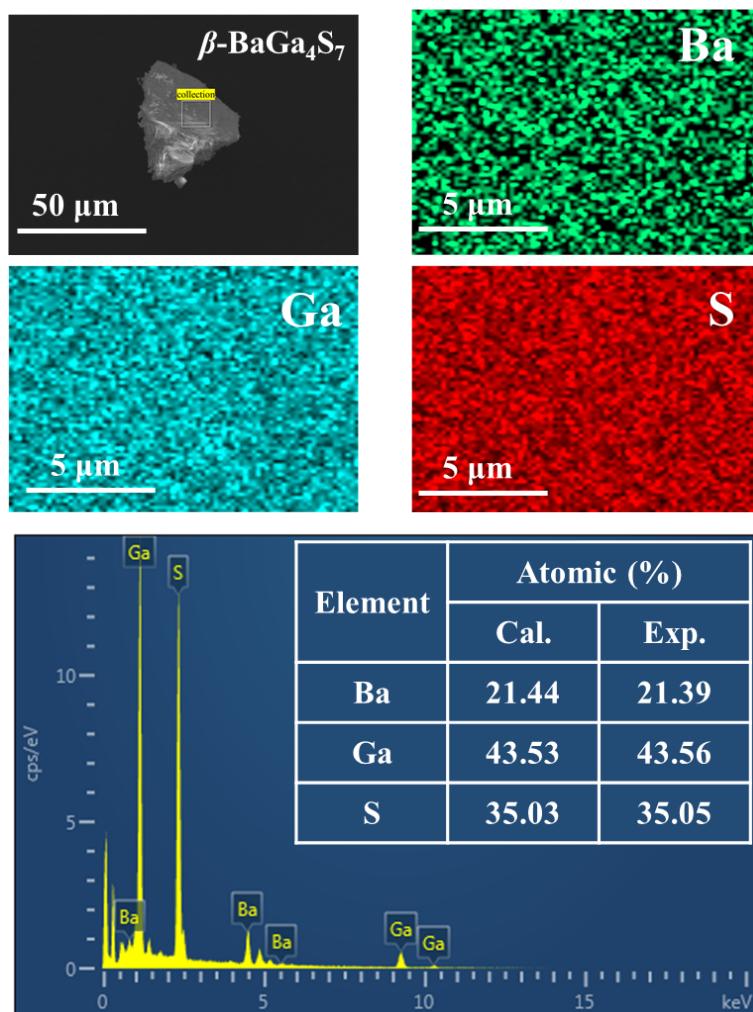 β-BaGa₄S₇
collection
50 μm
Ba
5 μm
Ga
5 μm
S
5 μm
Ga
S
Element
Atomic (%)
Cal.
Exp.
Ba
21.44
21.39
Ga
43.53
43.56
S
35.03
35.05
10
cps/eV
5
Ba
Ba
Ba
Ga
Ga
0
0
5
10
15
keV